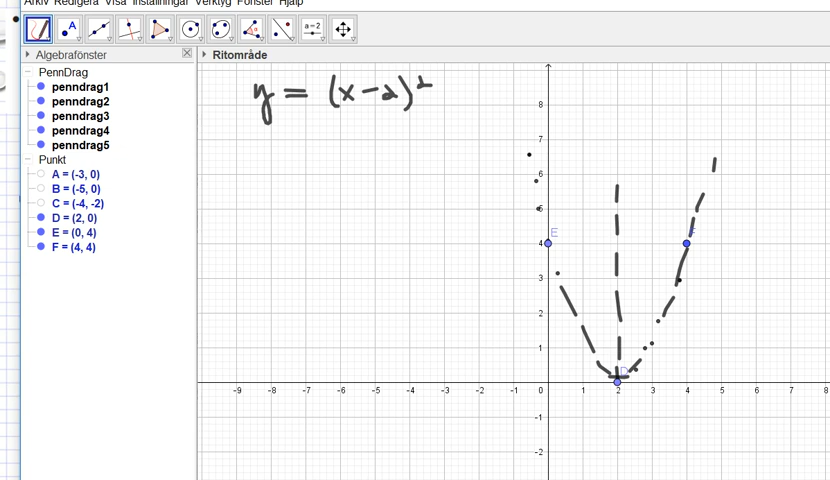 Arkiv Redigera Visa Inställningar Verktyg Fönster Hjälp
A
a=2
Algebrafönster
Ritområde
PennDrag
penndrag1
penndrag2
penndrag3
penndrag4
penndrag5
Punkt
A = (-3, 0)
B = (-5, 0)
C = (-4, -2)
D = (2, 0)
E = (0, 4)
F = (4, 4)
y = (x-2)²
8
7
6
5
E
4
F
3
2
1
D
-9 -8 -7 -6 -5 -4 -3 -2 -1 0 1 2 3 4 5 6 7 8
-1
-2